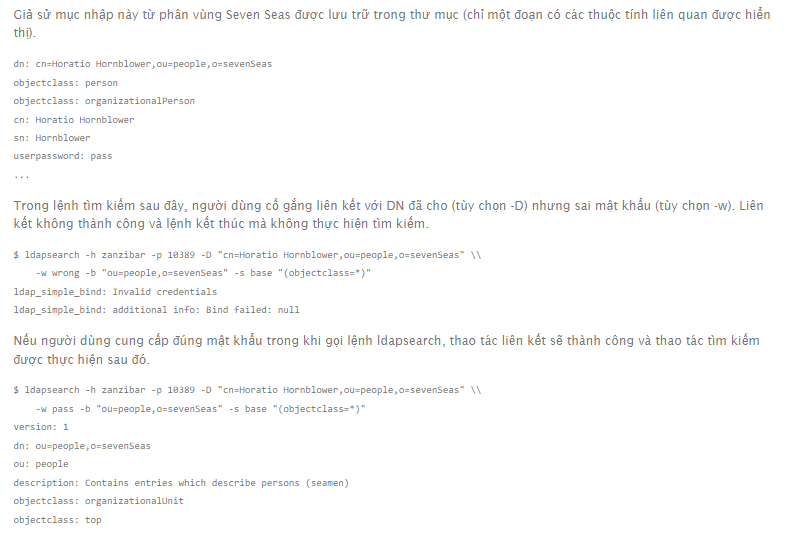 Giả sử mục nhập này từ phân vùng Seven Seas được lưu trữ trong thư mục (chỉ một đoạn có các thuộc tính liên quan được hiển
thị).
dn: cn=Horatio Hornblower,ou=people,o=sevenSeas
objectclass: person
objectclass: organizationalPerson
cn: Horatio Hornblower
sn: Hornblower
userpassword: pass
...
Trong lệnh tìm kiếm sau đây, người dùng cố gắng liên kết với DN đã cho (tùy chọn -D) nhưng sai mật khẩu (tùy chọn -w). Liên
kết không thành công và lệnh kết thúc mà không thực hiện tìm kiếm.
$ ldapsearch -h zanzibar -p 10389 -D "cn=Horatio Hornblower,ou=people,o=sevenSeas" \\
    -w wrong -b "ou=people,o=sevenSeas" -s base "(objectclass=*)"
ldap_simple_bind: Invalid credentials
ldap_simple_bind: additional info: Bind failed: null
Nếu người dùng cung cấp đúng mật khẩu trong khi gọi lệnh ldapsearch, thao tác liên kết sẽ thành công và thao tác tìm kiếm
được thực hiện sau đó.
$ ldapsearch -h zanzibar -p 10389 -D "cn=Horatio Hornblower,ou=people,o=sevenSeas" \\
    -w pass -b "ou=people,o=sevenSeas" -s base "(objectclass=*)"
version: 1
dn: ou=people,o=sevenSeas
ou: people
description: Contains entries which describe persons (seamen)
objectclass: organizationalUnit
objectclass: top